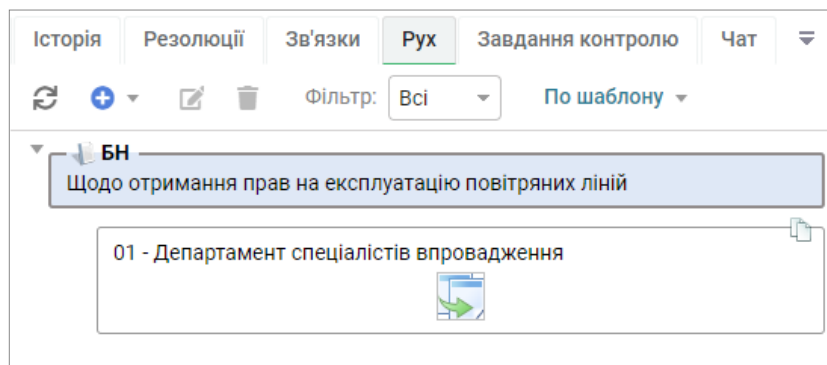 Історія Резолюції Зв'язки Рух Завдання контролю Чат
Фільтр: Всі По шаблону
БН
Щодо отримання прав на експлуатацію повітряних ліній
01 - Департамент спеціалістів впровадження